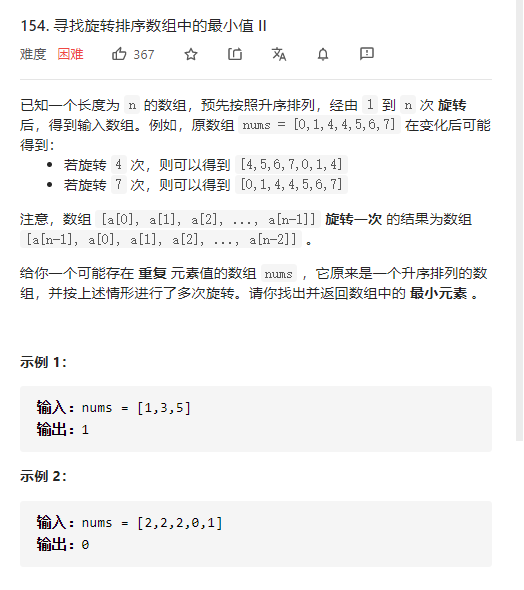 154. 寻找旋转排序数组中的最小值 II
难度 困难 367
已知一个长度为 n 的数组，预先按照升序排列，经由 1 到 n 次 旋转
后，得到输入数组。例如，原数组 nums = [0,1,4,4,5,6,7] 在变化后可能
得到：
• 若旋转 4 次，则可以得到 [4,5,6,7,0,1,4]
• 若旋转 7 次，则可以得到 [0,1,4,4,5,6,7]
注意，数组 [a[0], a[1], a[2], ..., a[n-1]] 旋转一次 的结果为数组
[a[n-1], a[0], a[1], a[2], ..., a[n-2]] 。
给你一个可能存在 重复 元素值的数组 nums ，它原来是一个升序排列的数
组，并按上述情形进行了多次旋转。请你找出并返回数组中的 最小元素 。
示例 1：
输入：nums = [1,3,5]
输出：1
示例 2：
输入：nums = [2,2,2,0,1]
输出：0